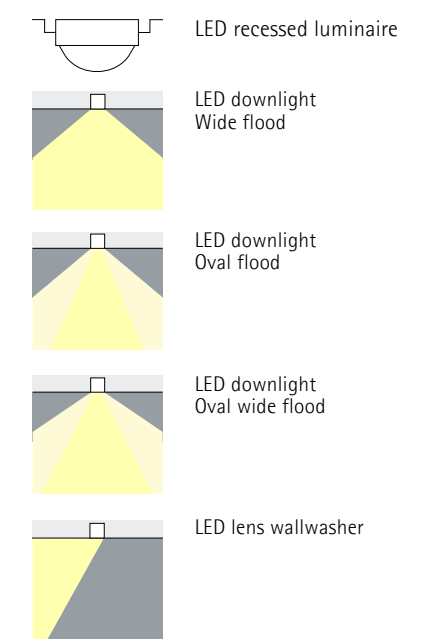 LED recessed luminaire
LED downlight
Wide flood
LED downlight
Oval flood
LED downlight
Oval wide flood
LED lens wallwasher